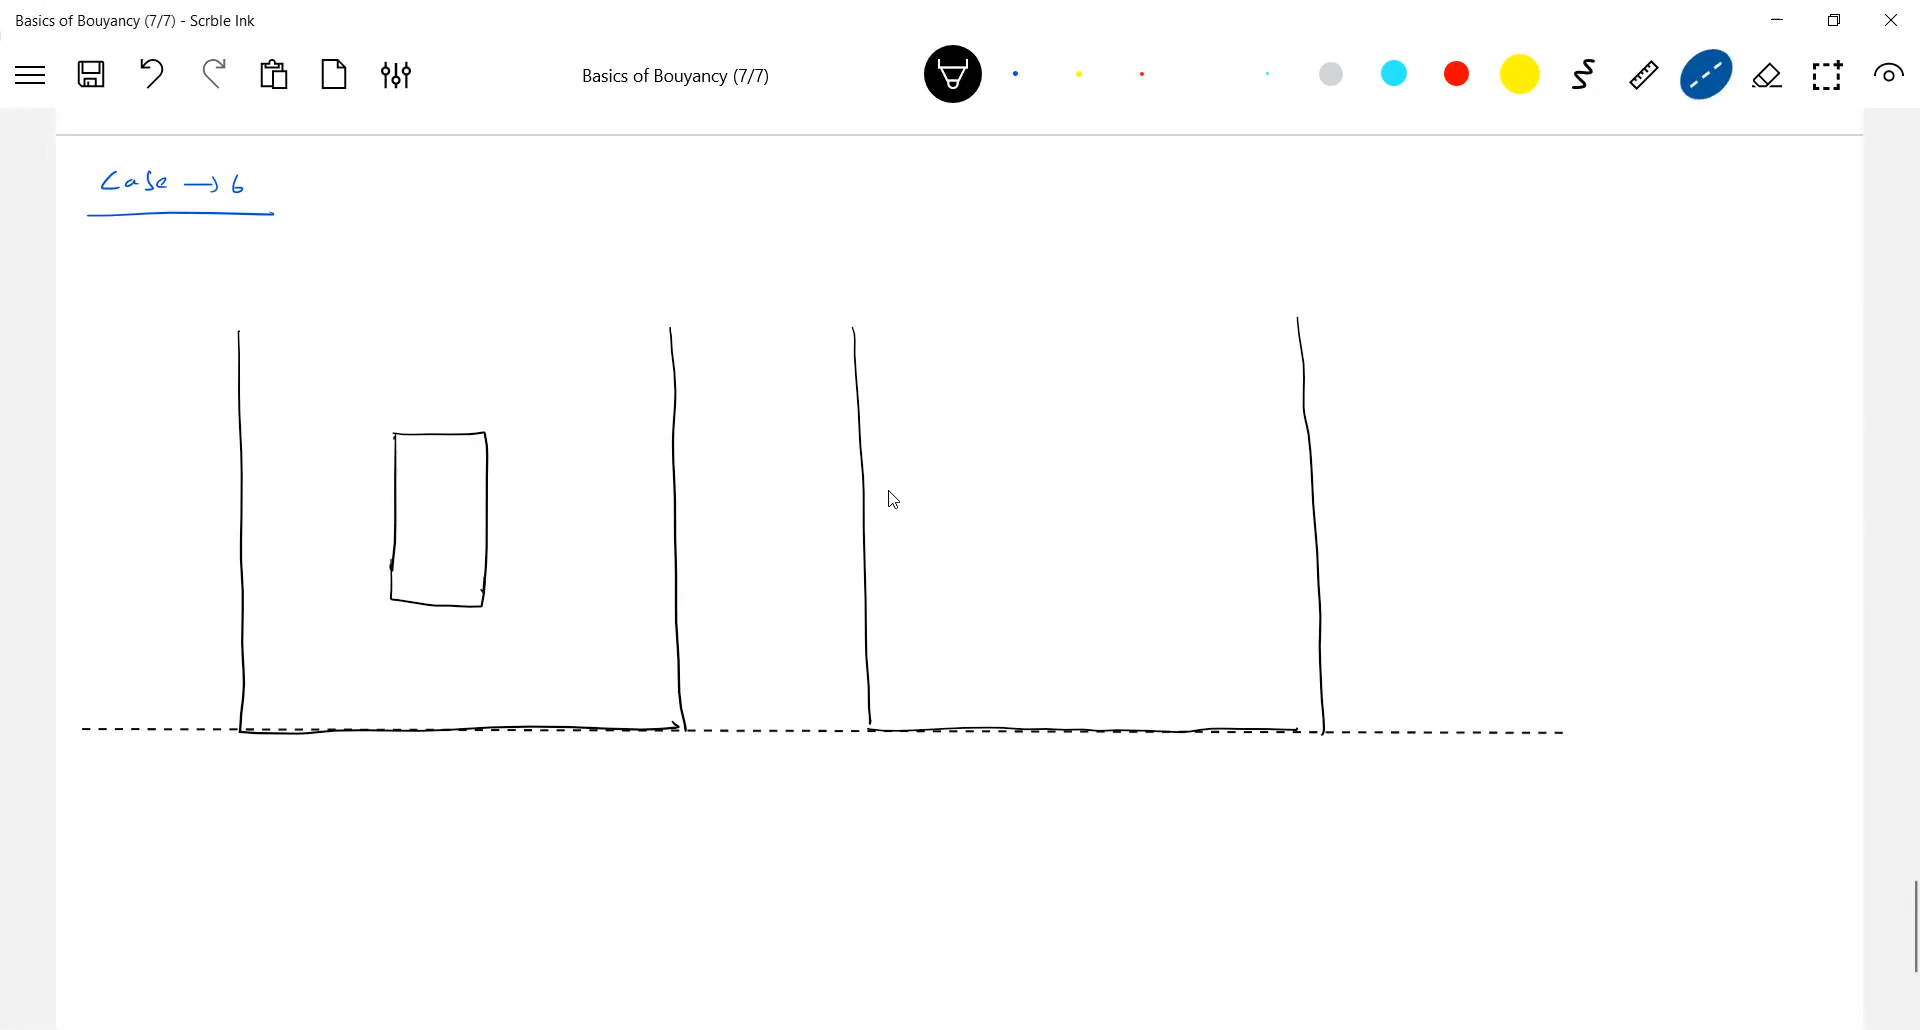 Basics of Bouyancy (7/7) - Scrble Ink
Basics of Bouyancy (7/7)
Case → 6